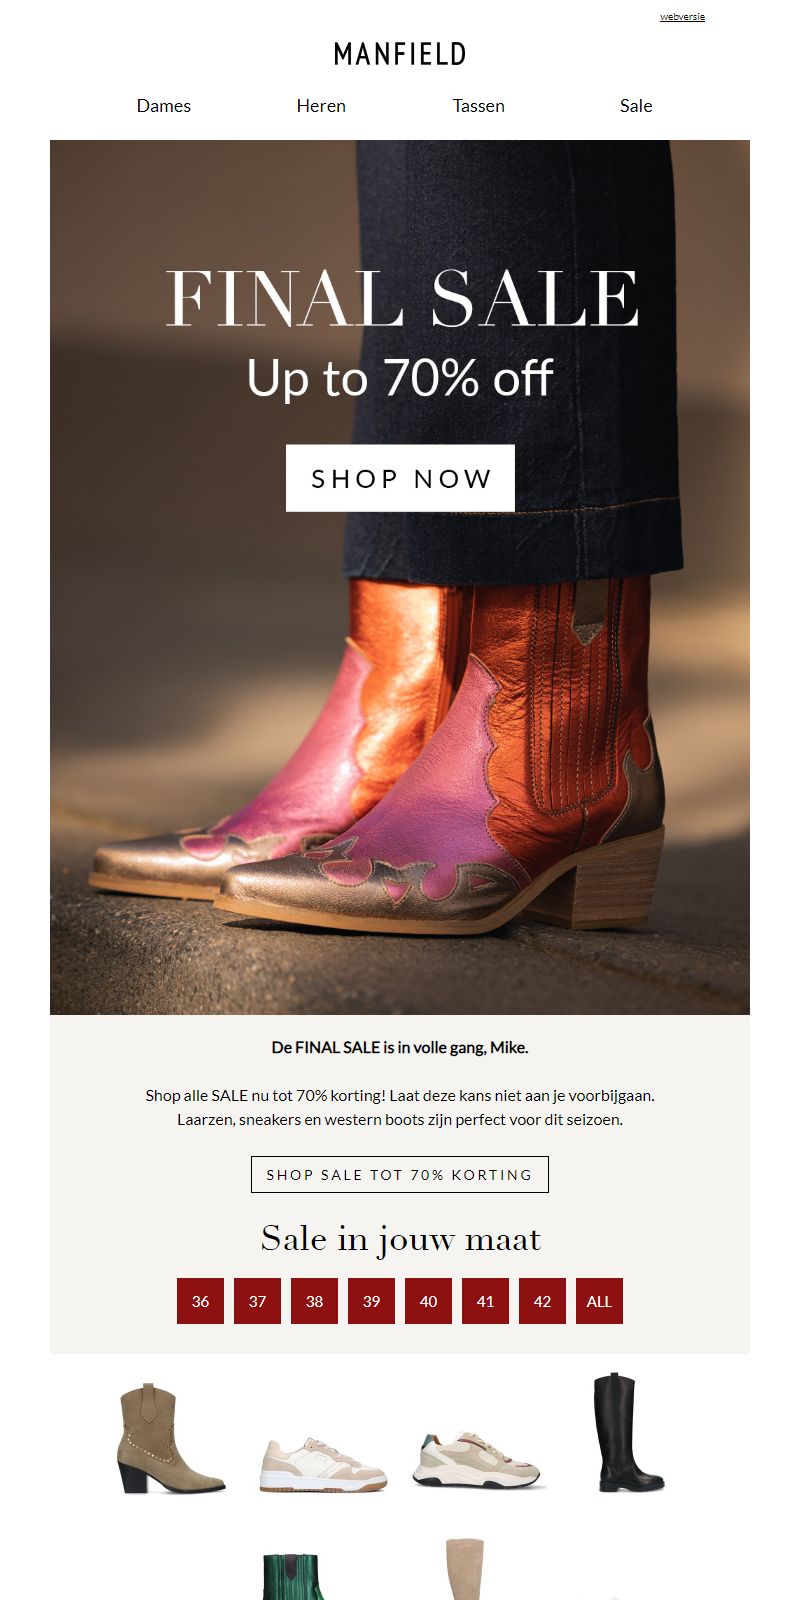 webversie
MANFIELD
Dames Heren Tassen Sale
FINAL SALE
Up to 70% off
SHOP NOW
De FINAL SALE is in volle gang, Mike.
Shop alle SALE nu tot 70% korting! Laat deze kans niet aan je voorbijgaan.
Laarzen, sneakers en western boots zijn perfect voor dit seizoen.
SHOP SALE TOT 70% KORTING
Sale in jouw maat
36 37 38 39 40 41 42 ALL